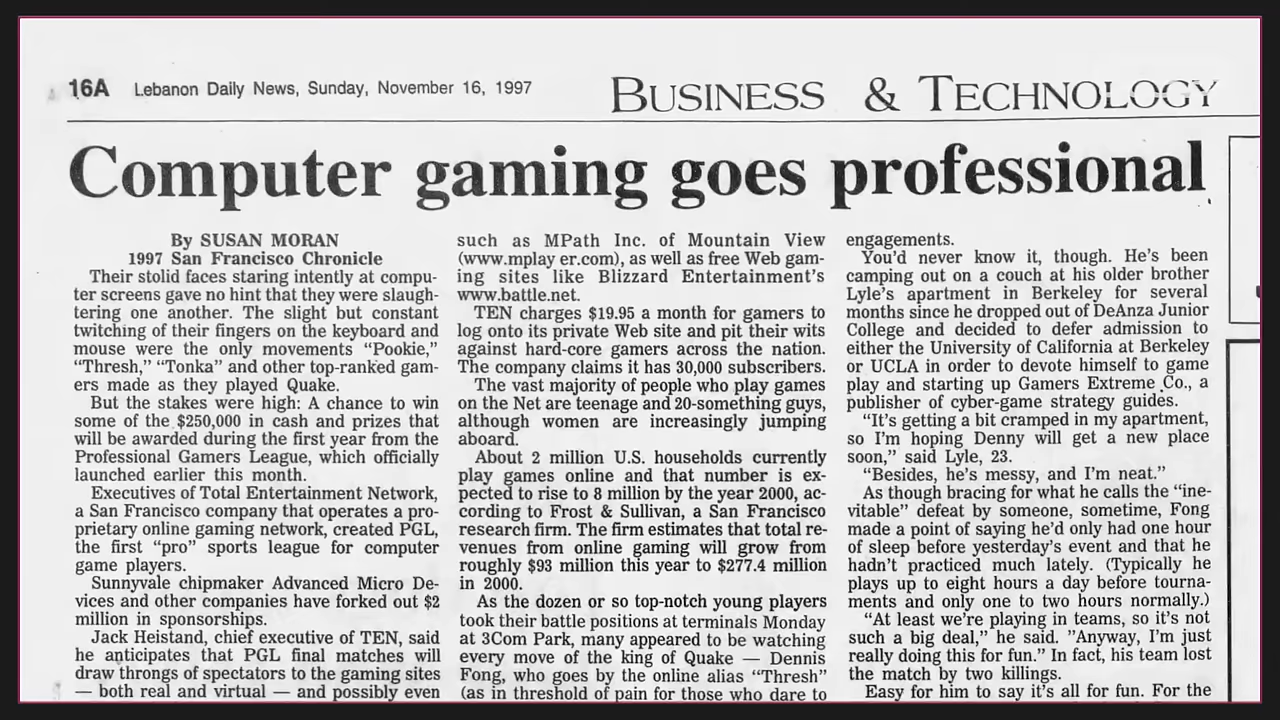 16A Lebanon Daily News, Sunday, November 16, 1997
BUSINESS & TECHNOLOGY
Computer gaming goes professional
By SUSAN MORAN
1997 San Francisco Chronicle
Their stolid faces staring intently at compu-
ter screens gave no hint that they were slaugh-
tering one another. The slight but constant
twitching of their fingers on the keyboard and
mouse were the only movements “Pookie,”
“Thresh,” “Tonka” and other top-ranked gam-
ers made as they played Quake.
But the stakes were high: A chance to win
some of the $250,000 in cash and prizes that
will be awarded during the first year from the
Professional Gamers League, which officially
launched earlier this month.
Executives of Total Entertainment Network,
a San Francisco company that operates a pro-
prietary online gaming network, created PGL,
the first “pro” sports league for computer
game players.
Sunnyvale chipmaker Advanced Micro De-
vices and other companies have forked out $2
million in sponsorships.
Jack Heistand, chief executive of TEN, said
he anticipates that PGL final matches will
draw throngs of spectators to the gaming sites
— both real and virtual — and possibly even
such as MPath Inc. of Mountain View
(www.mplay er.com), as well as free Web gam-
ing sites like Blizzard Entertainment’s
www.battle.net.
TEN charges $19.95 a month for gamers to
log onto its private Web site and pit their wits
against hard-core gamers across the nation.
The company claims it has 30,000 subscribers.
The vast majority of people who play games
on the Net are teenage and 20-something guys,
although women are increasingly jumping
aboard.
About 2 million U.S. households currently
play games online and that number is ex-
pected to rise to 8 million by the year 2000, ac-
cording to Frost & Sullivan, a San Francisco
research firm. The firm estimates that total re-
venues from online gaming will grow from
roughly $93 million this year to $277.4 million
in 2000.
As the dozen or so top-notch young players
took their battle positions at terminals Monday
at 3Com Park, many appeared to be watching
every move of the king of Quake — Dennis
Fong, who goes by the online alias “Thresh”
(as in threshold of pain for those who dare to
engagements.
You’d never know it, though. He’s been
camping out on a couch at his older brother
Lyle’s apartment in Berkeley for several
months since he dropped out of DeAnza Junior
College and decided to defer admission to
either the University of California at Berkeley
or UCLA in order to devote himself to game
play and starting up Gamers Extreme Co., a
publisher of cyber-game strategy guides.
“It’s getting a bit cramped in my apartment,
so I’m hoping Denny will get a new place
soon,” said Lyle, 23.
“Besides, he’s messy, and I’m neat.”
As though bracing for what he calls the “ine-
vitable” defeat by someone, sometime, Fong
made a point of saying he’d only had one hour
of sleep before yesterday’s event and that he
hadn’t practiced much lately. (Typically he
plays up to eight hours a day before tourna-
ments and only one to two hours normally.)
“At least we’re playing in teams, so it’s not
such a big deal,” he said. ”Anyway, I’m just
really doing this for fun.” In fact, his team lost
the match by two killings.
Easy for him to say it’s all for fun. For the